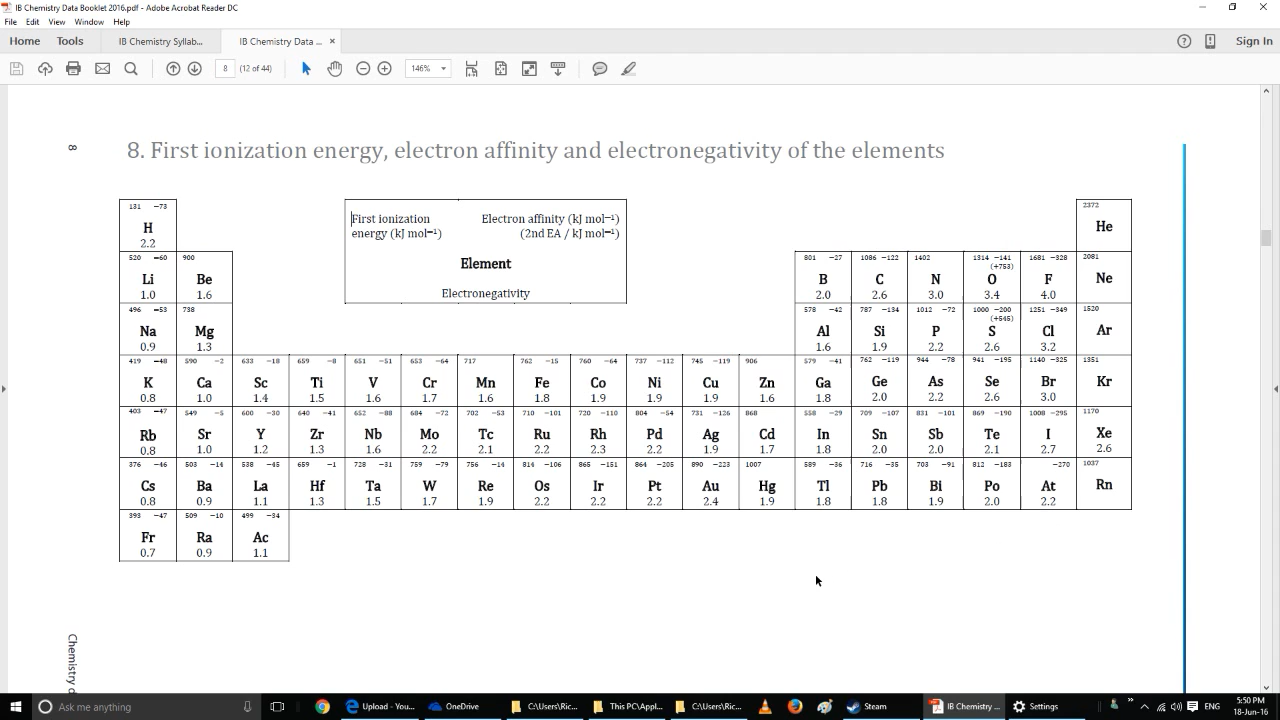 IB Chemistry Data Booklet 2016.pdf - Adobe Acrobat Reader DC
File Edit View Window Help
Home Tools IB Chemistry Syllab... IB Chemistry Data ... × Sign In
8 (12 of 44) 146%
8
8. First ionization energy, electron affinity and electronegativity of the elements
First ionization energy (kJ mol⁻¹)
Electron affinity (kJ mol⁻¹)
(2nd EA / kJ mol⁻¹)
Element
Electronegativity
131 −73 2372
H He
2.2
520 −60 900 801 −27 1086 −122 1402 1314 −141 1681 −328 2081
(+753)
Li Be B C N O F Ne
1.0 1.6 2.0 2.6 3.0 3.4 4.0
496 −53 738 578 −42 787 −134 1012 −72 1000 −200 1251 −349 1520
(+545)
Na Mg Al Si P S Cl Ar
0.9 1.3 1.6 1.9 2.2 2.6 3.2
419 −48 590 −2 633 −18 659 −8 651 −51 653 −64 717 762 −15 760 −64 737 −112 745 −119 906 579 −41 762 −119 944 −78 941 −195 1140 −325 1351
K Ca Sc Ti V Cr Mn Fe Co Ni Cu Zn Ga Ge As Se Br Kr
0.8 1.0 1.4 1.5 1.6 1.7 1.6 1.8 1.9 1.9 1.9 1.6 1.8 2.0 2.2 2.6 3.0
403 −47 549 −5 600 −30 640 −41 652 −88 684 −72 702 −53 710 −101 720 −110 804 −54 731 −126 868 558 −29 709 −107 831 −101 869 −190 1008 −295 1170
Rb Sr Y Zr Nb Mo Tc Ru Rh Pd Ag Cd In Sn Sb Te I Xe
0.8 1.0 1.2 1.3 1.6 2.2 2.1 2.2 2.3 2.2 1.9 1.7 1.8 2.0 2.0 2.1 2.7 2.6
376 −46 503 −14 538 −45 659 −1 728 −31 759 −79 756 −14 814 −106 865 −151 864 −205 890 −223 1007 589 −36 716 −35 703 −91 812 −183 −270 1037
Cs Ba La Hf Ta W Re Os Ir Pt Au Hg Tl Pb Bi Po At Rn
0.8 0.9 1.1 1.3 1.5 1.7 1.9 2.2 2.2 2.2 2.4 1.9 1.8 1.8 1.9 2.0 2.2
393 −47 509 −10 499 −34
Fr Ra Ac
0.7 0.9 1.1
Chemistry d
Ask me anything Upload - You... OneDrive C:\Users\Ric... This PC\Appl... C:\Users\Ric... Steam IB Chemistry ... Settings ENG 5:50 PM
18-Jun-16